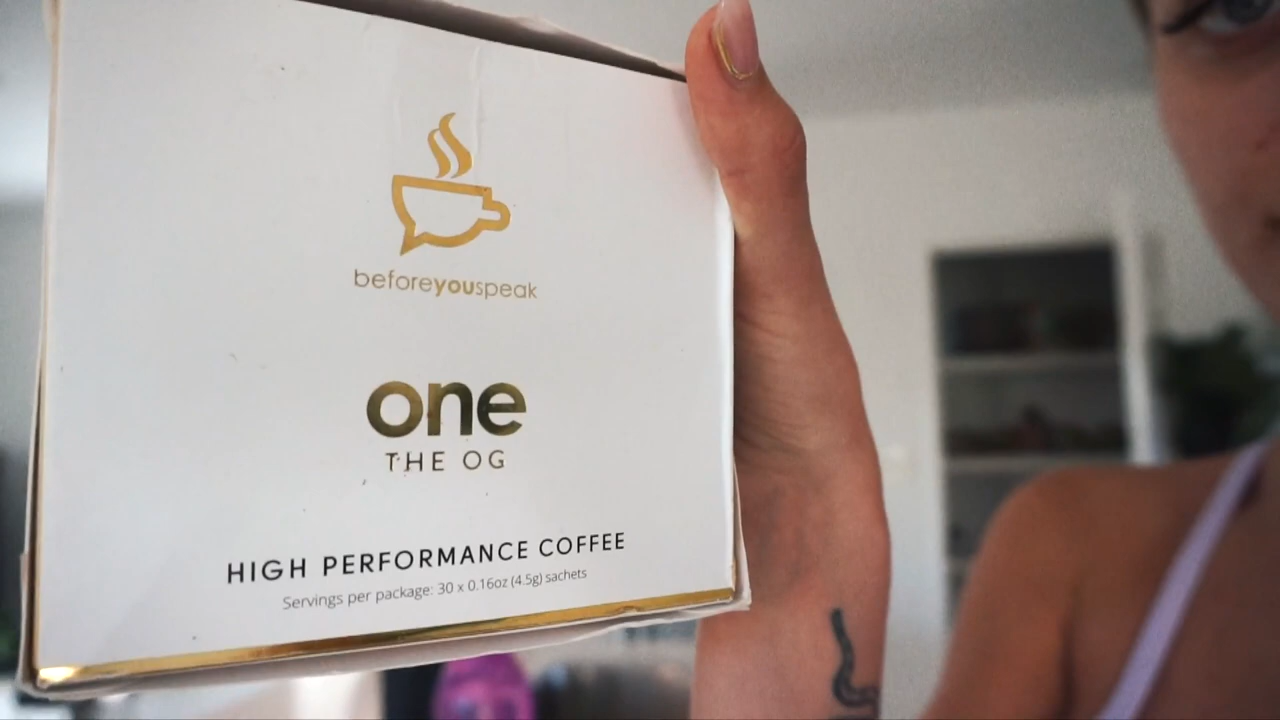 beforeyouspeak
one
THE OG
HIGH PERFORMANCE COFFEE
Servings per package: 30 x 0.16oz (4.5g) sachets